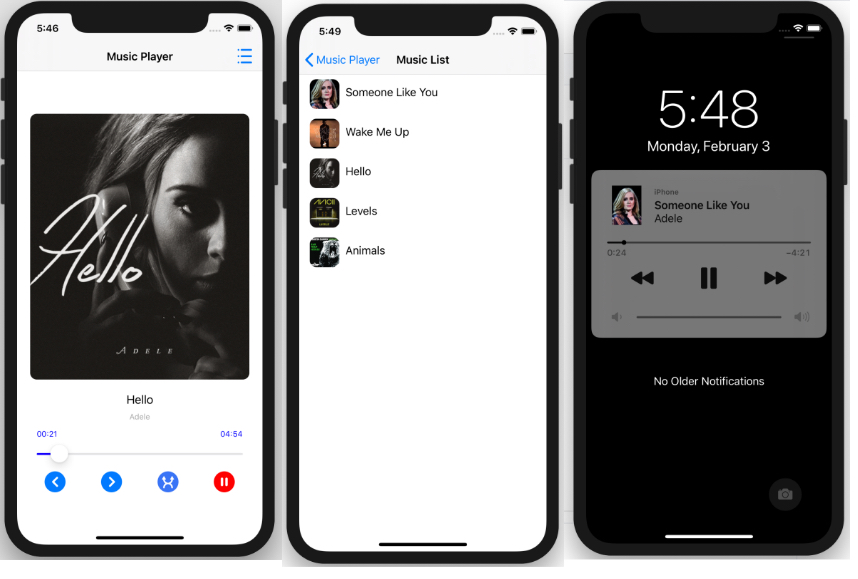 5:46
Music Player
Hello
ADELE
Hello
Adele
00:21
04:54
5:49
Music Player
Music List
Someone Like You
Wake Me Up
Hello
AVICII
LEVELS
Levels
Animals
5:48
Monday, February 3
iPhone
Someone Like You
Adele
0:24
−4:21
No Older Notifications